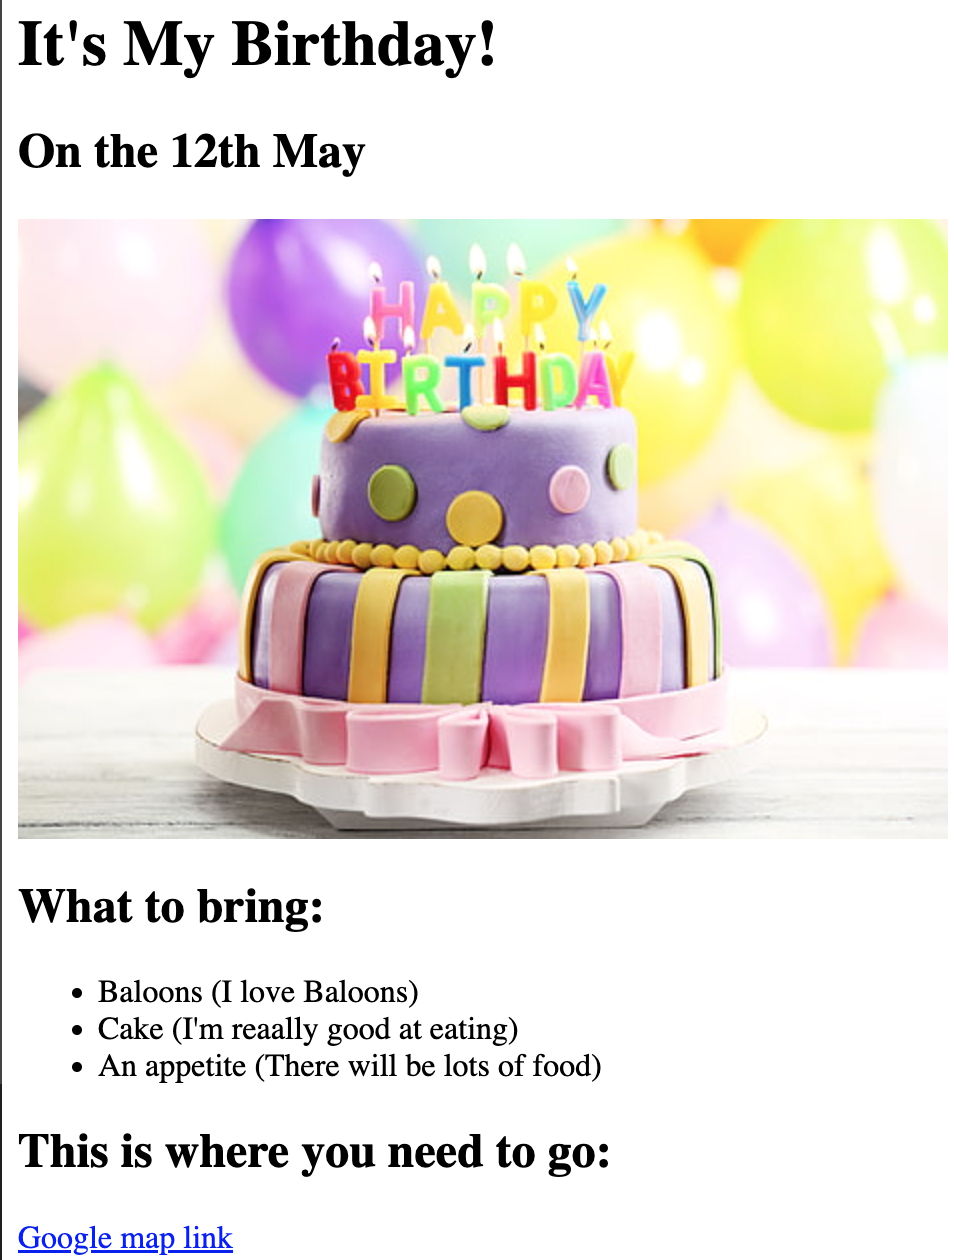 It's My Birthday!
On the 12th May
HAPPY
BIRTHDAY
What to bring:
• Baloons (I love Baloons)
• Cake (I'm reaally good at eating)
• An appetite (There will be lots of food)
This is where you need to go:
Google map link